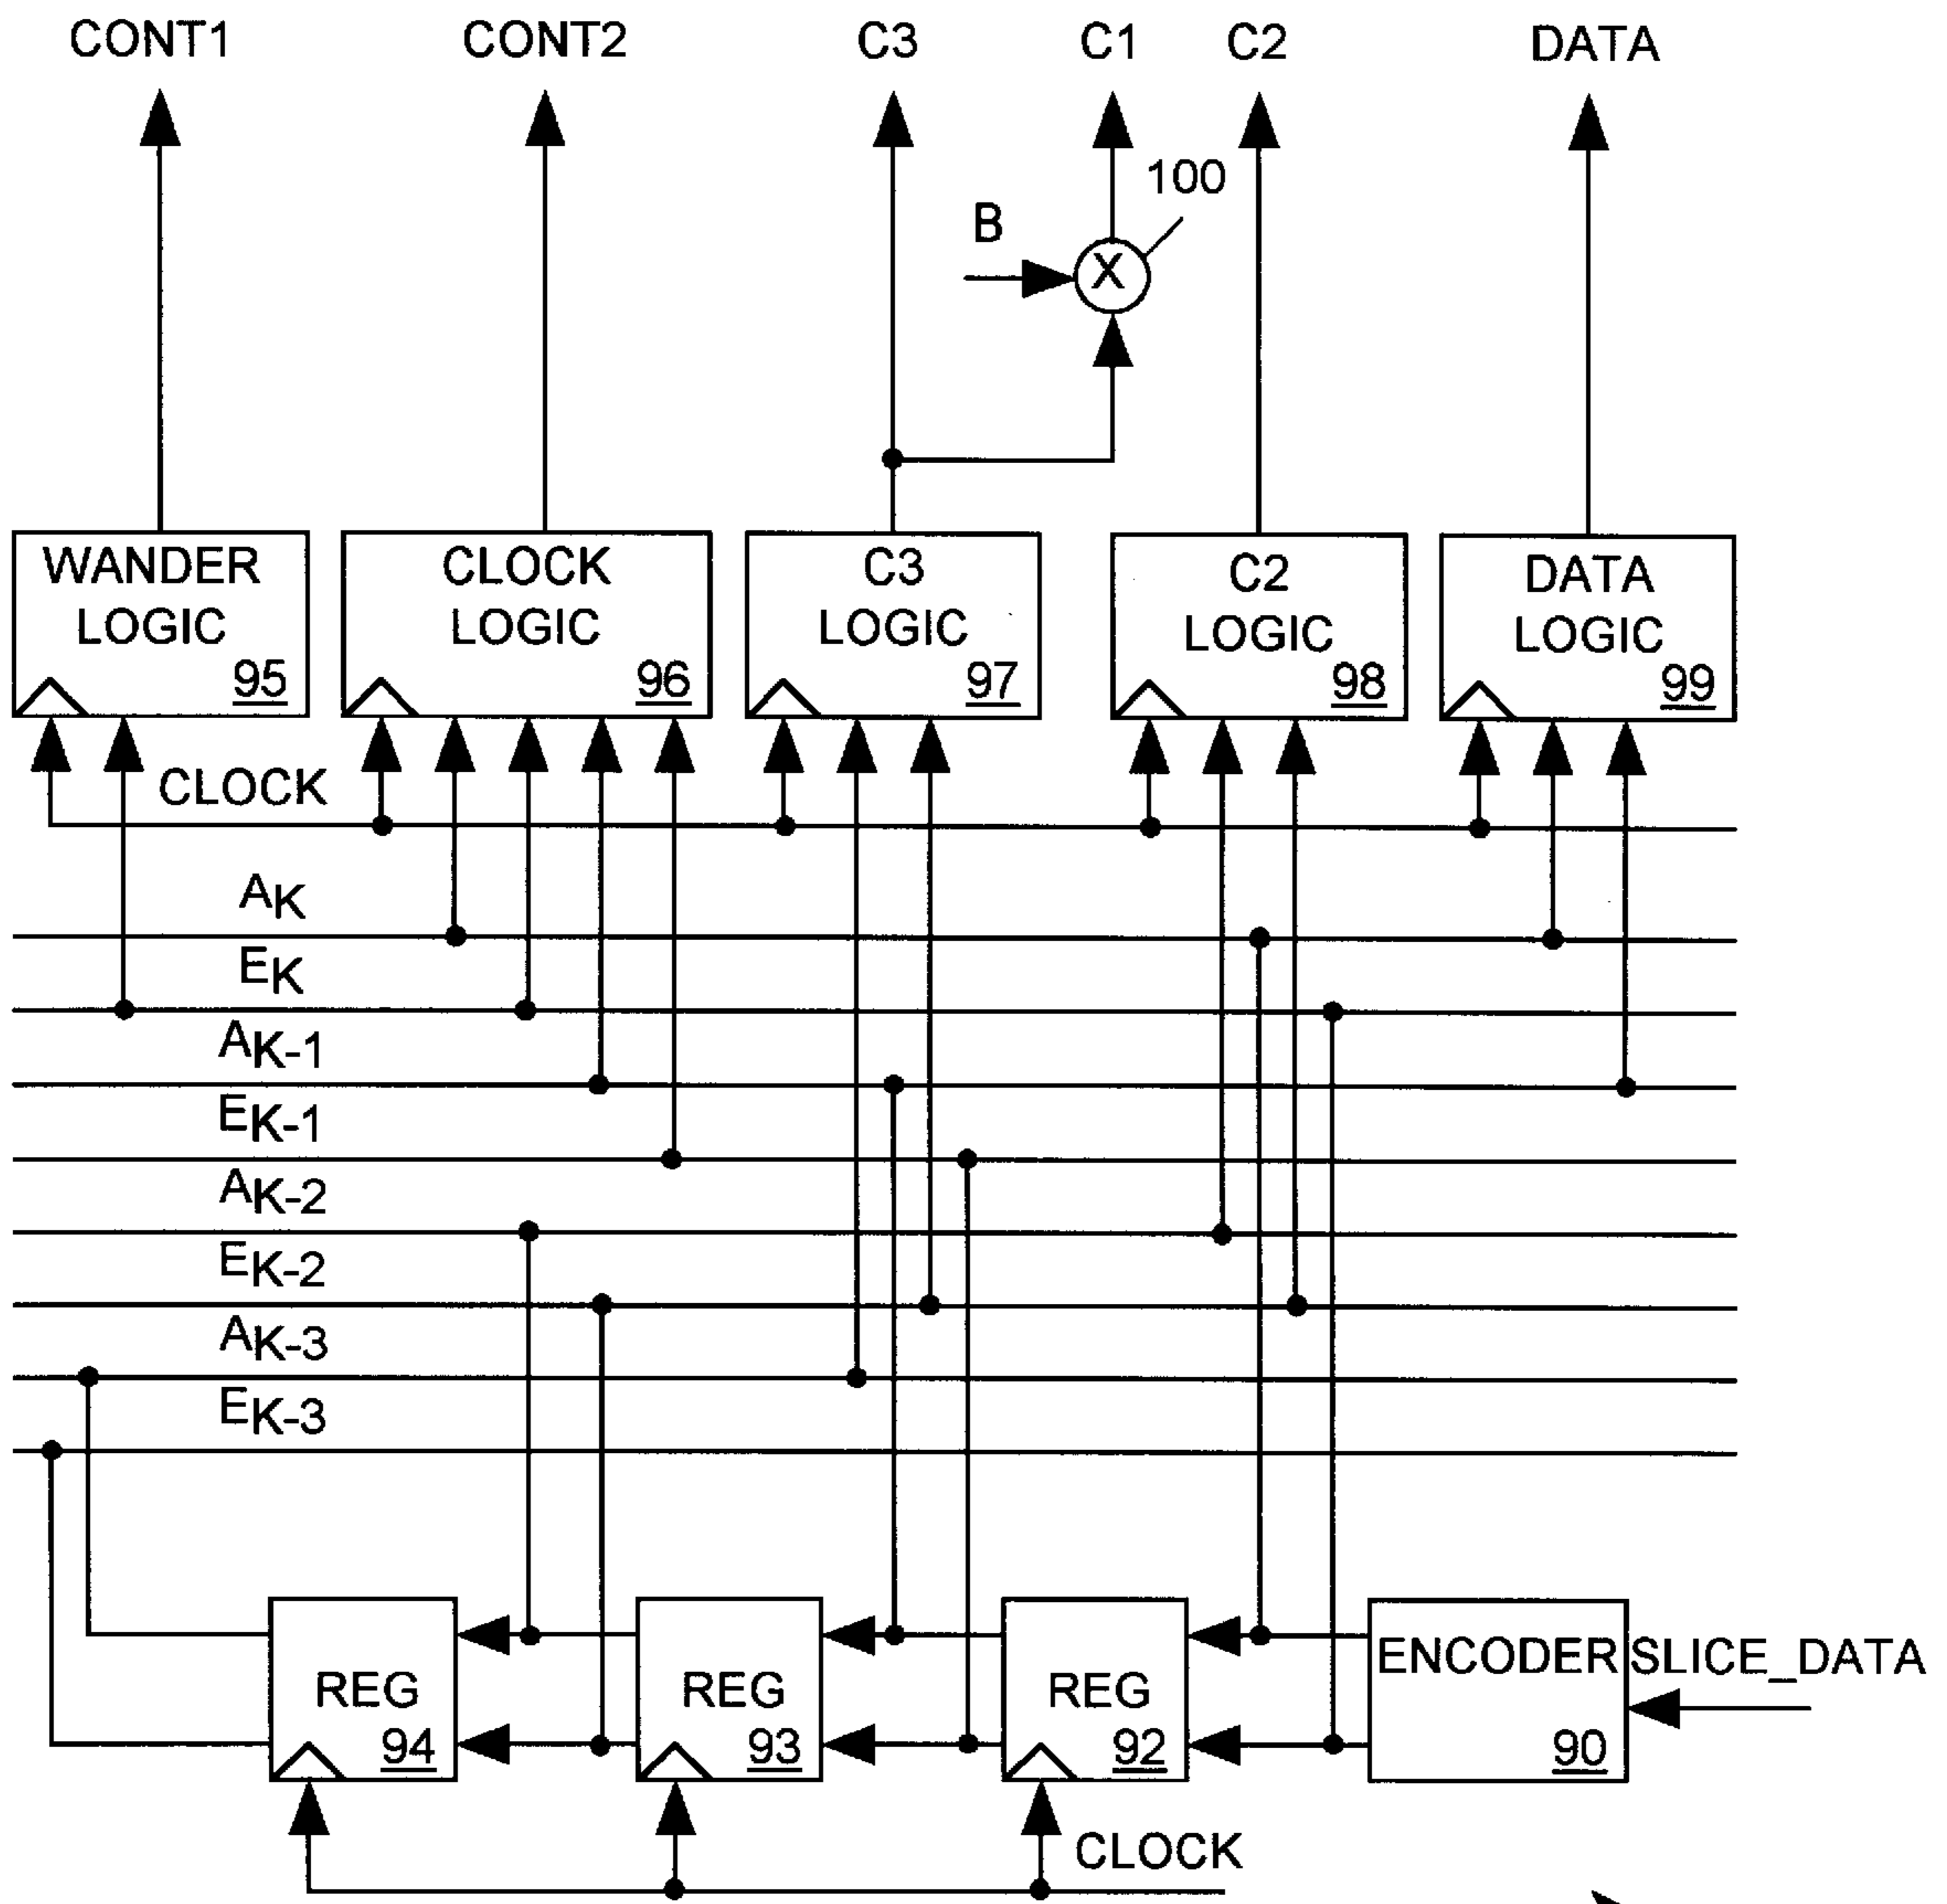 CONT1 CONT2 C3 C1 C2 DATA
100
B
X
WANDER LOGIC 95
CLOCK LOGIC 96
C3 LOGIC 97
C2 LOGIC 98
DATA LOGIC 99
CLOCK
AK
EK
AK-1
EK-1
AK-2
EK-2
AK-3
EK-3
REG 94
REG 93
REG 92
ENCODER 90
SLICE_DATA
CLOCK